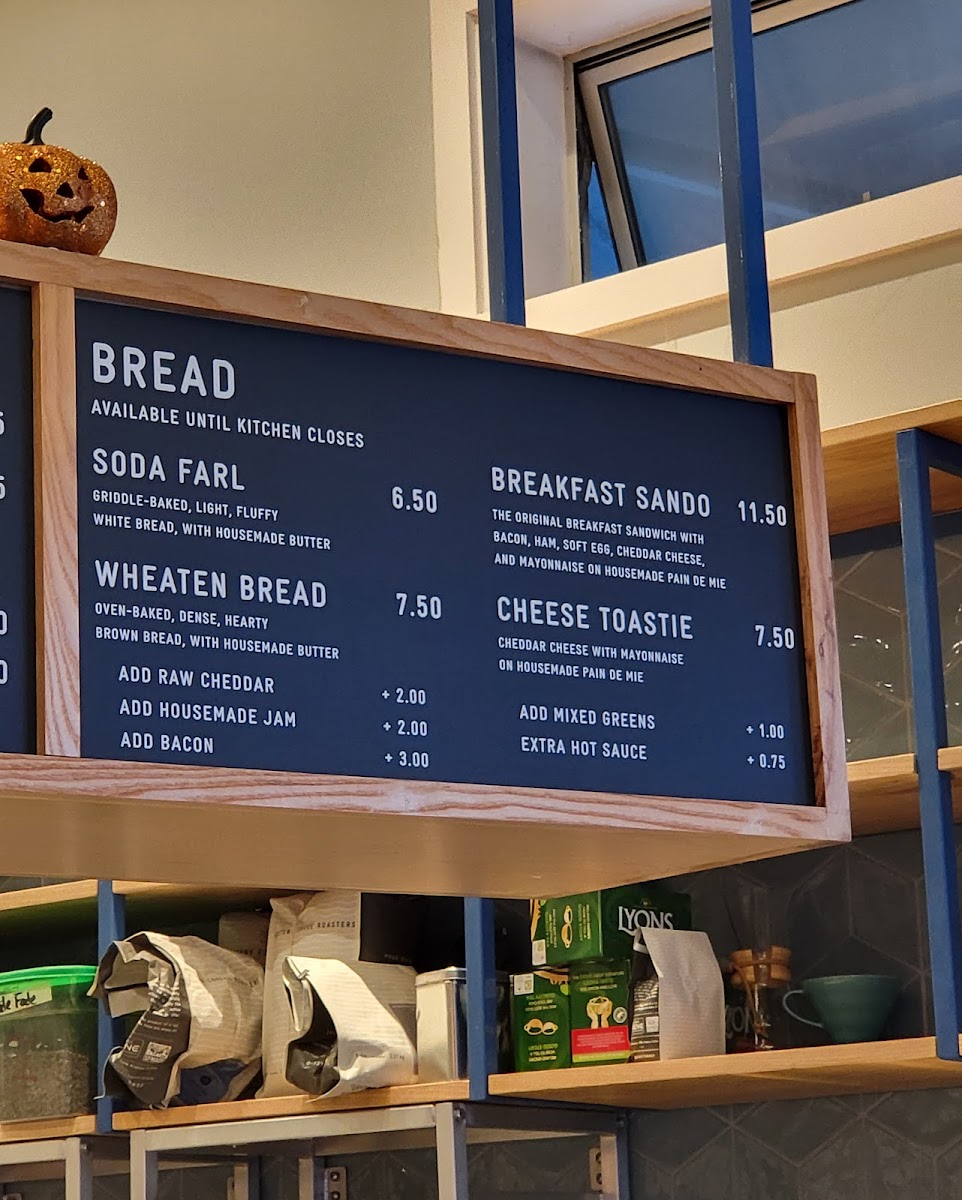 BREAD
AVAILABLE UNTIL KITCHEN CLOSES
SODA FARL 6.50
GRIDDLE-BAKED, LIGHT, FLUFFY
WHITE BREAD, WITH HOUSEMADE BUTTER
WHEATEN BREAD 7.50
OVEN-BAKED, DENSE, HEARTY
BROWN BREAD, WITH HOUSEMADE BUTTER
ADD RAW CHEDDAR + 2.00
ADD HOUSEMADE JAM + 2.00
ADD BACON + 3.00
BREAKFAST SANDO 11.50
THE ORIGINAL BREAKFAST SANDWICH WITH
BACON, HAM, SOFT EGG, CHEDDAR CHEESE,
AND MAYONNAISE ON HOUSEMADE PAIN DE MIE
CHEESE TOASTIE 7.50
CHEDDAR CHEESE WITH MAYONNAISE
ON HOUSEMADE PAIN DE MIE
ADD MIXED GREENS + 1.00
EXTRA HOT SAUCE + 0.75
LYONS
ROASTERS